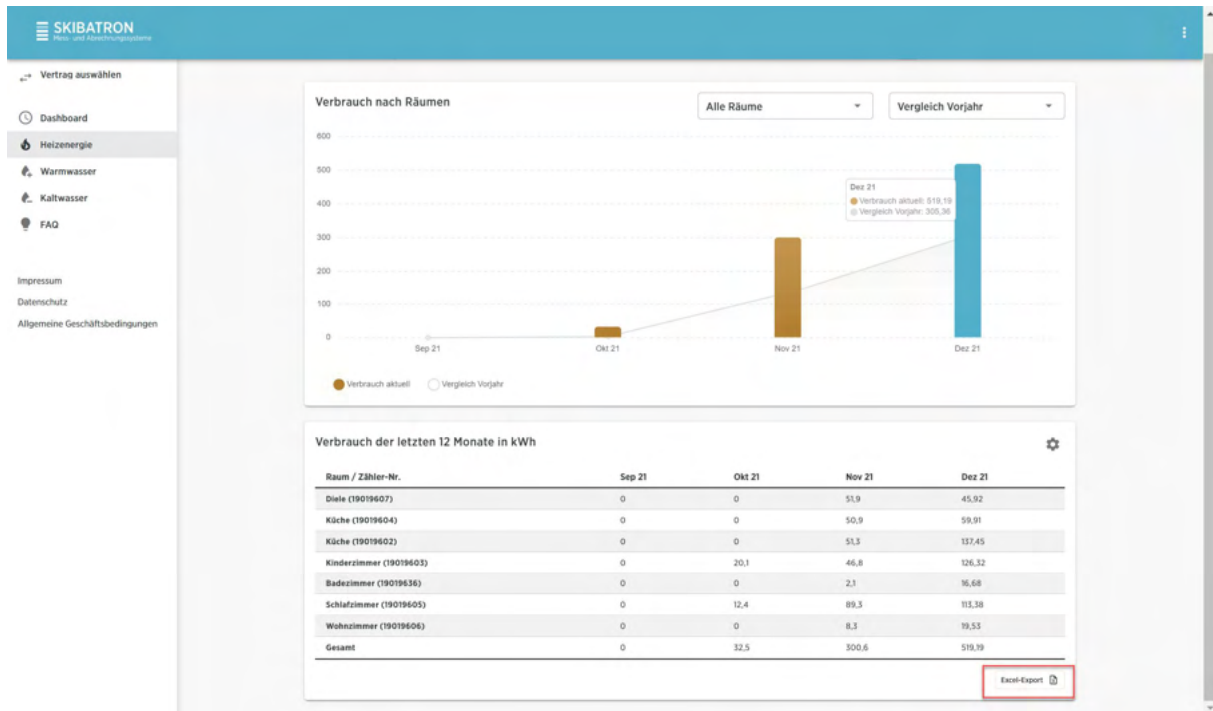 SKIBATRON
Mess- und Abrechnungssysteme
Vertrag auswählen
Dashboard
Heizenergie
Warmwasser
Kaltwasser
FAQ
Impressum
Datenschutz
Allgemeine Geschäftsbedingungen
Verbrauch nach Räumen
Alle Räume
Vergleich Vorjahr
600
500
400
300
200
100
0
Dez 21
Verbrauch aktuell: 519,19
Vergleich Vorjahr: 305,36
Sep 21 Okt 21 Nov 21 Dez 21
Verbrauch aktuell Vergleich Vorjahr
Verbrauch der letzten 12 Monate in kWh
Raum / Zähler-Nr. Sep 21 Okt 21 Nov 21 Dez 21
Diele (19019607) 0 0 51,9 45,92
Küche (19019604) 0 0 50,9 59,91
Küche (19019602) 0 0 51,3 137,45
Kinderzimmer (19019603) 0 20,1 46,8 126,32
Badezimmer (19019636) 0 0 2,1 16,68
Schlafzimmer (19019605) 0 12,4 89,3 113,38
Wohnzimmer (19019606) 0 0 8,3 19,53
Gesamt 0 32,5 300,6 519,19
Excel-Export